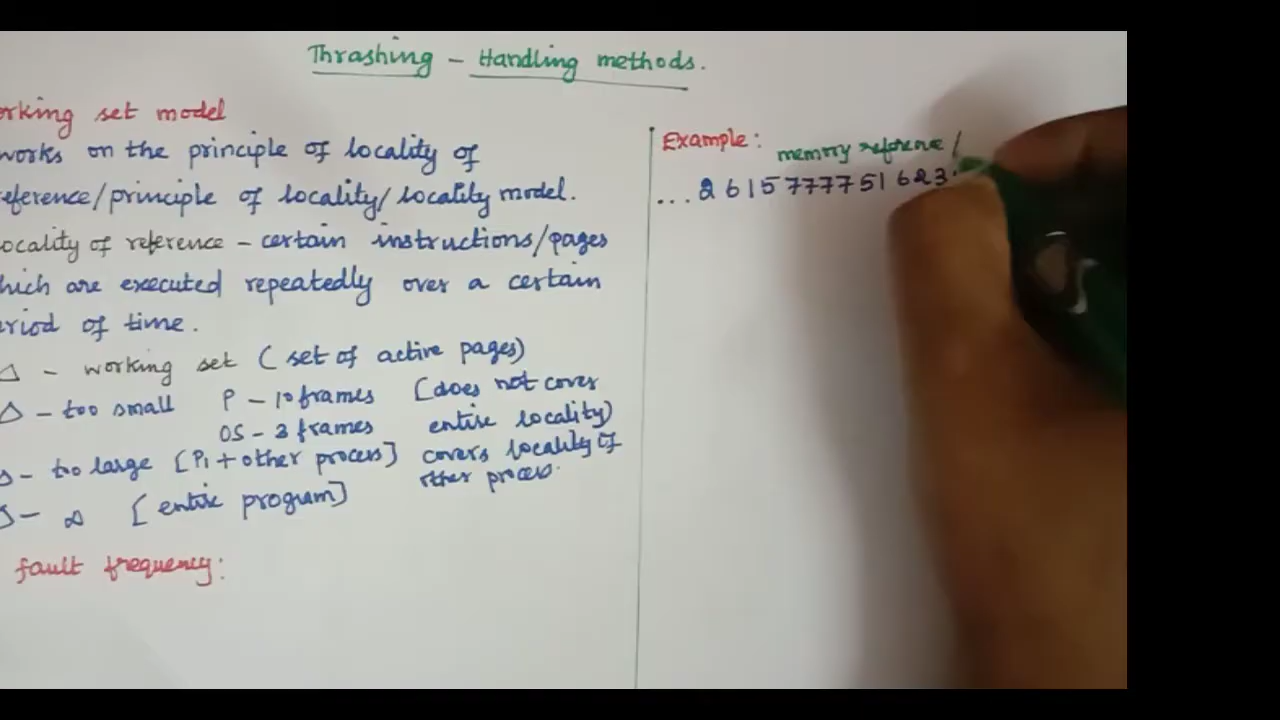 Thrashing - Handling methods.
orking set model
works on the principle of locality of
eference/principle of locality/locality model.
ocality of reference - certain instructions/pages
hich are executed repeatedly over a certain
eriod of time.
Δ - working set (set of active pages)
Δ - too small P - 10 frames [does not cover
OS - 3 frames entire locality)
Δ - too large [P1 + other proces] covers locality of
other proces.
Δ - ∞ [entire program]
fault frequency:
Example:
memory reference /
... 2 6 1 5 7 7 7 7 5 1 6 2 3 .